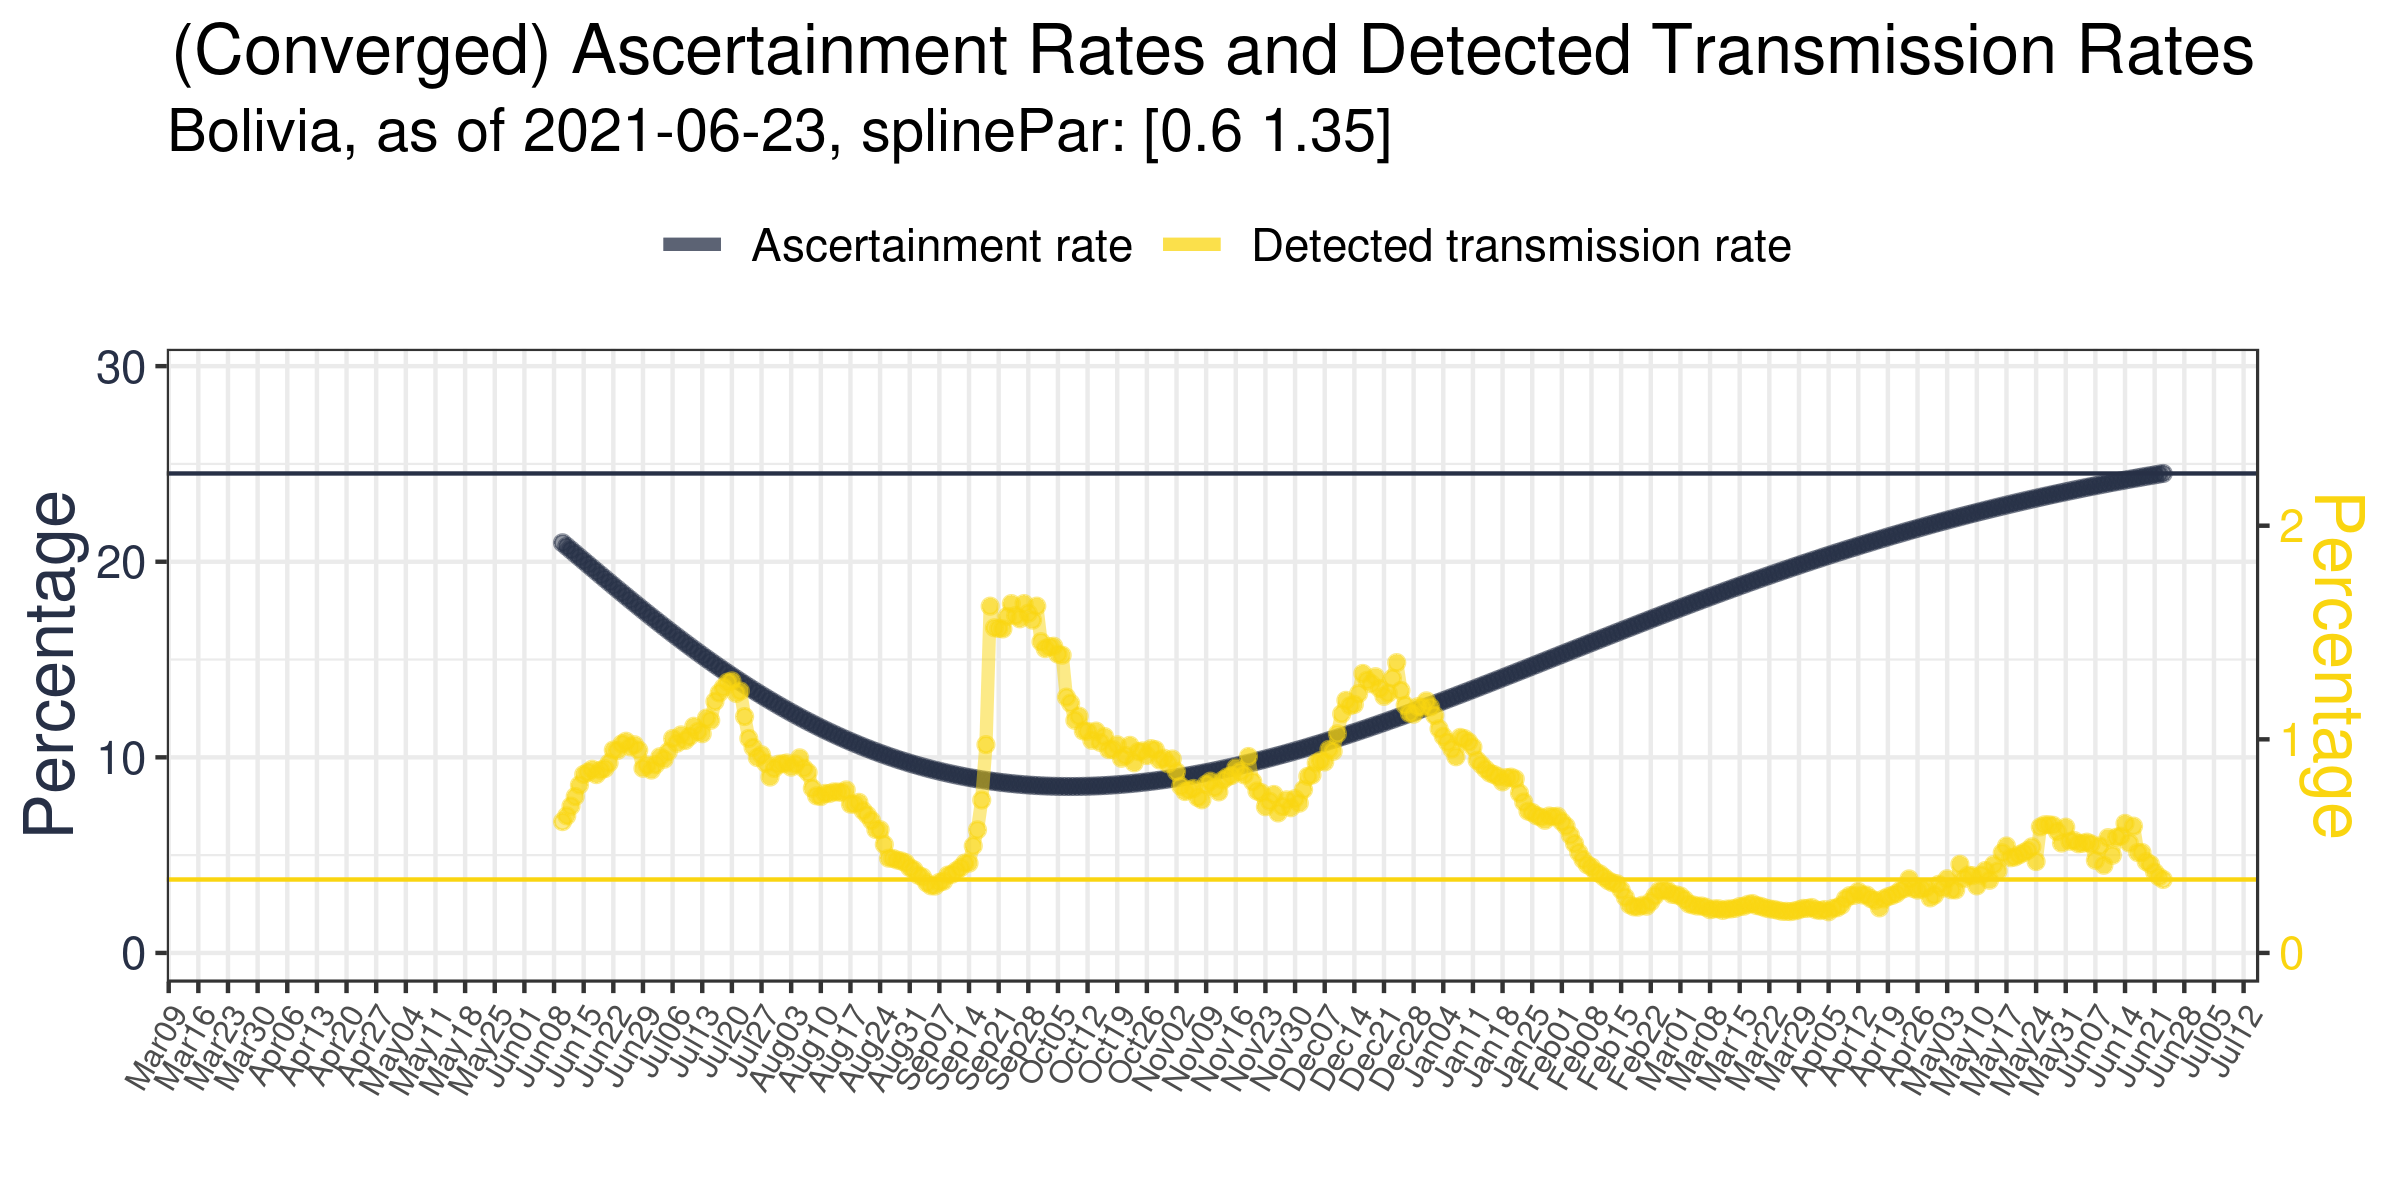 (Converged) Ascertainment Rates and Detected Transmission Rates
Bolivia, as of 2021-06-23, splinePar: [0.6 1.35]
Ascertainment rate Detected transmission rate
Percentage
30
20
10
0
2
1
0
Percentage
Mar09 Mar16 Mar23 Mar30 Apr06 Apr13 Apr20 Apr27 May04 May11 May18 May25 Jun01 Jun08 Jun15 Jun22 Jun29 Jul06 Jul13 Jul20 Jul27 Aug03 Aug10 Aug17 Aug24 Aug31 Sep07 Sep14 Sep21 Sep28 Oct05 Oct12 Oct19 Oct26 Nov02 Nov09 Nov16 Nov23 Nov30 Dec07 Dec14 Dec21 Dec28 Jan04 Jan11 Jan18 Jan25 Feb01 Feb08 Feb15 Feb22 Mar01 Mar08 Mar15 Mar22 Mar29 Apr05 Apr12 Apr19 Apr26 May03 May10 May17 May24 May31 Jun07 Jun14 Jun21 Jun28 Jul05 Jul12